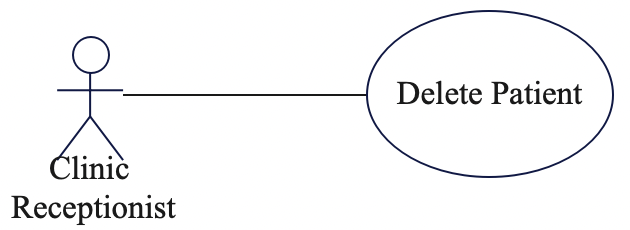 Delete Patient
Clinic
Receptionist